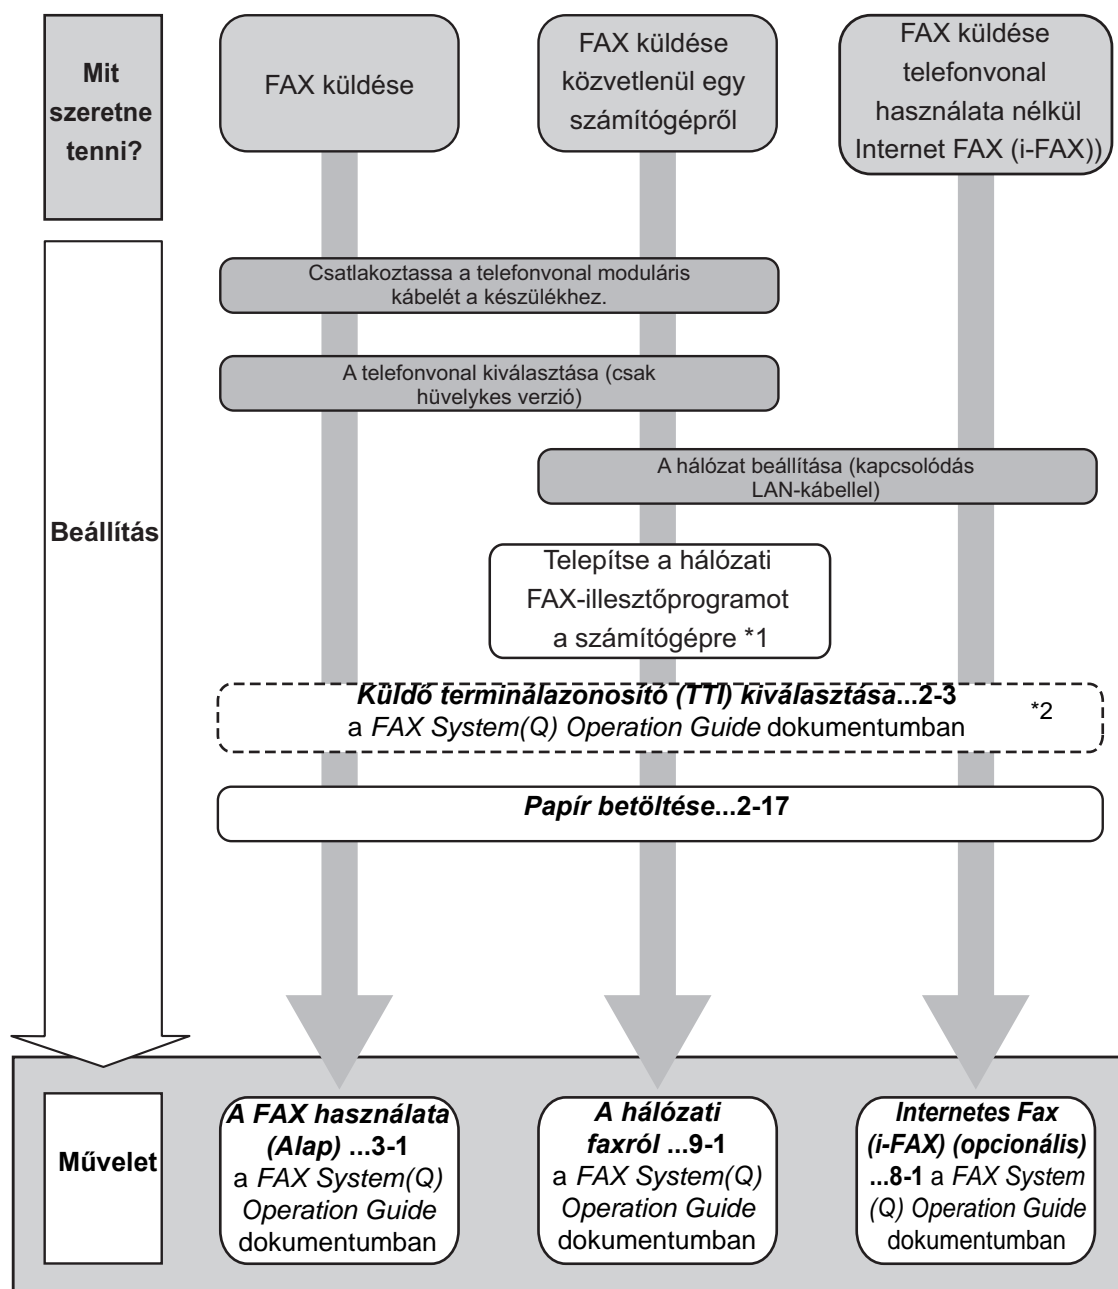 Mit
szeretne
tenni?
FAX küldése
FAX küldése
közvetlenül egy
számítógépről
FAX küldése
telefonvonal
használata nélkül
Internet FAX (i-FAX))
Beállítás
Csatlakoztassa a telefonvonal moduláris
kábelét a készülékhez.
A telefonvonal kiválasztása (csak
hüvelykes verzió)
A hálózat beállítása (kapcsolódás
LAN-kábellel)
Telepítse a hálózati
FAX-illesztőprogramot
a számítógépre *1
Küldő terminálazonosító (TTI) kiválasztása...2-3
a FAX System(Q) Operation Guide dokumentumban
*2
Papír betöltése...2-17
Művelet
A FAX használata
(Alap) ...3-1
a FAX System(Q)
Operation Guide
dokumentumban
A hálózati
faxról ...9-1
a FAX System(Q)
Operation Guide
dokumentumban
Internetes Fax
(i-FAX) (opcionális)
...8-1 a FAX System
(Q) Operation Guide
dokumentumban